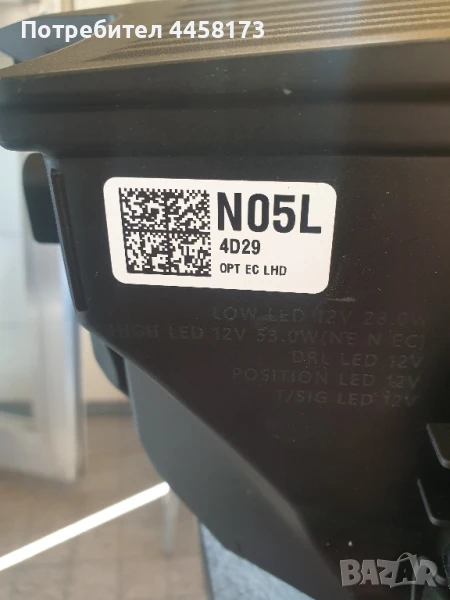 Потребител 4458173
N05L
4D29
OPT EC LHD
LOW LED 12V 28.0W
HIGH LED 12V 53.0W(NE N EC)
DRL LED 12V
POSITION LED 12V
T/SIG LED 12V
BAZAR